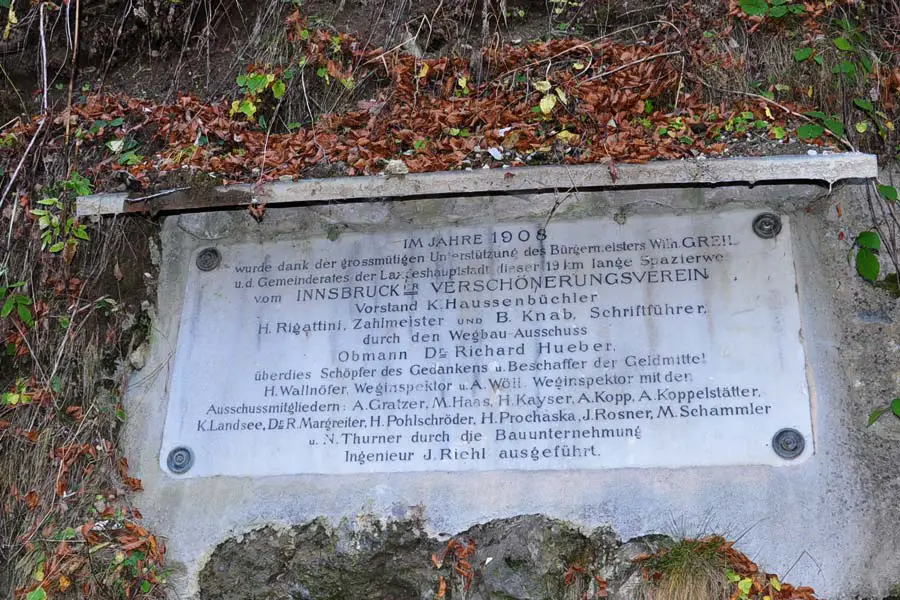 IM JAHRE 1908
wurde dank der grossmütigen Unterstützung des Bürgermeisters Wilh. GREIL
u.d. Gemeinderates der Landeshauptstadt dieser 19 km lange Spazierwe
vom INNSBRUCKER VERSCHÖNERUNGSVEREIN
Vorstand K. Haussenbüchler
H. Rigattini, Zahlmeister UND B. Knab, Schriftführer,
durch den Wegbau-Ausschuss
Obmann DR Richard Hueber,
überdies Schöpfer des Gedankens u. Beschaffer der Geldmittel
H. Wallnöfer, Weginspektor u. A. Wöll, Weginspektor mit den
Ausschussmitgliedern: A. Gratzer, M. Haas, H. Kayser, A. Kopp, A. Koppelstätter,
K. Landsee, DR R. Margreiter, H. Pohlschröder, H. Prochaska, J. Rosner, M. Schammler
u. N. Thurner durch die Bauunternehmung
Ingenieur J. Riehl ausgeführt.